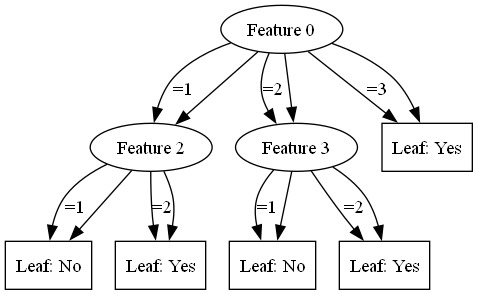 Feature 0
=1
=2
=3
Feature 2
Feature 3
Leaf: Yes
=1
=2
=1
=2
Leaf: No
Leaf: Yes
Leaf: No
Leaf: Yes